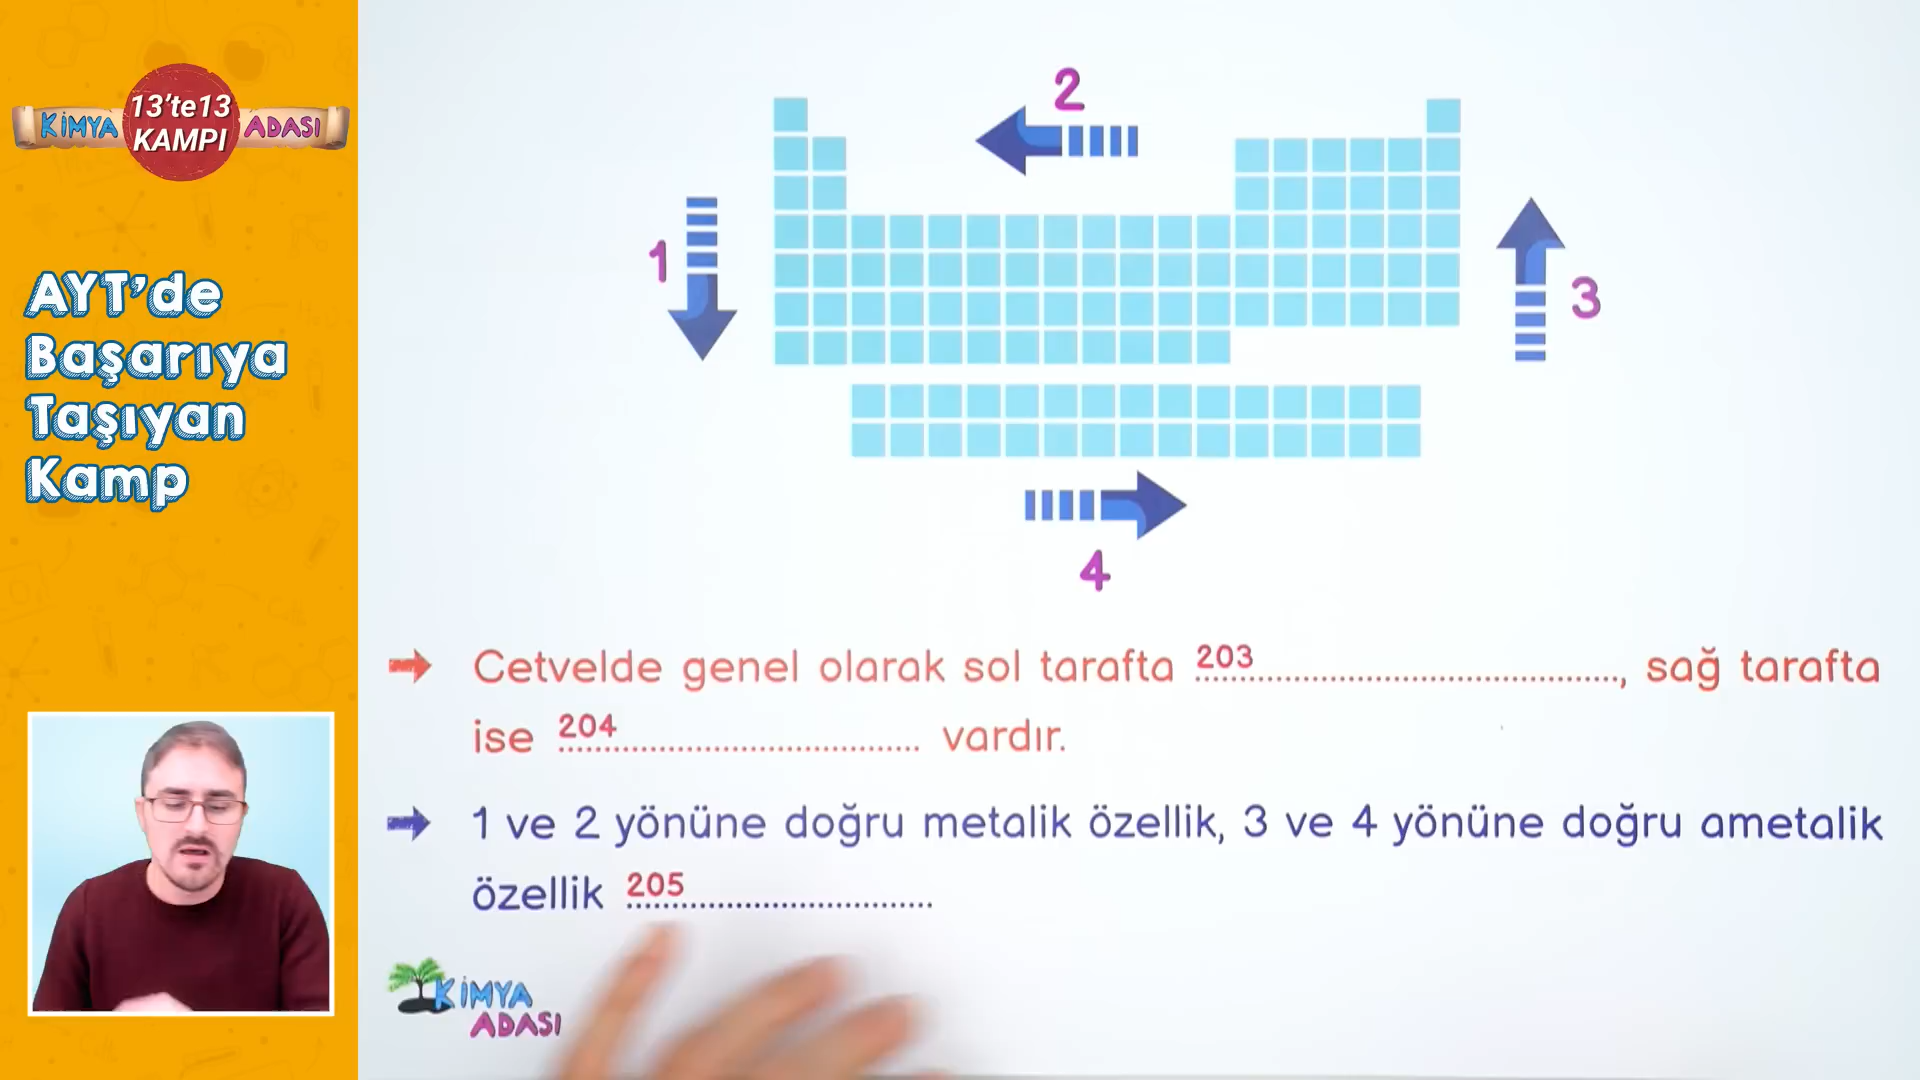 KİMYA 13'te13 ADASI
KAMPI
AYT'de
Başarıya
Taşıyan
Kamp
2
1
3
4
Cetvelde genel olarak sol tarafta 203........................................, sağ tarafta
ise 204........................................ vardır.
1 ve 2 yönüne doğru metalik özellik, 3 ve 4 yönüne doğru ametalik
özellik 205........................................
KİMYA
ADASI